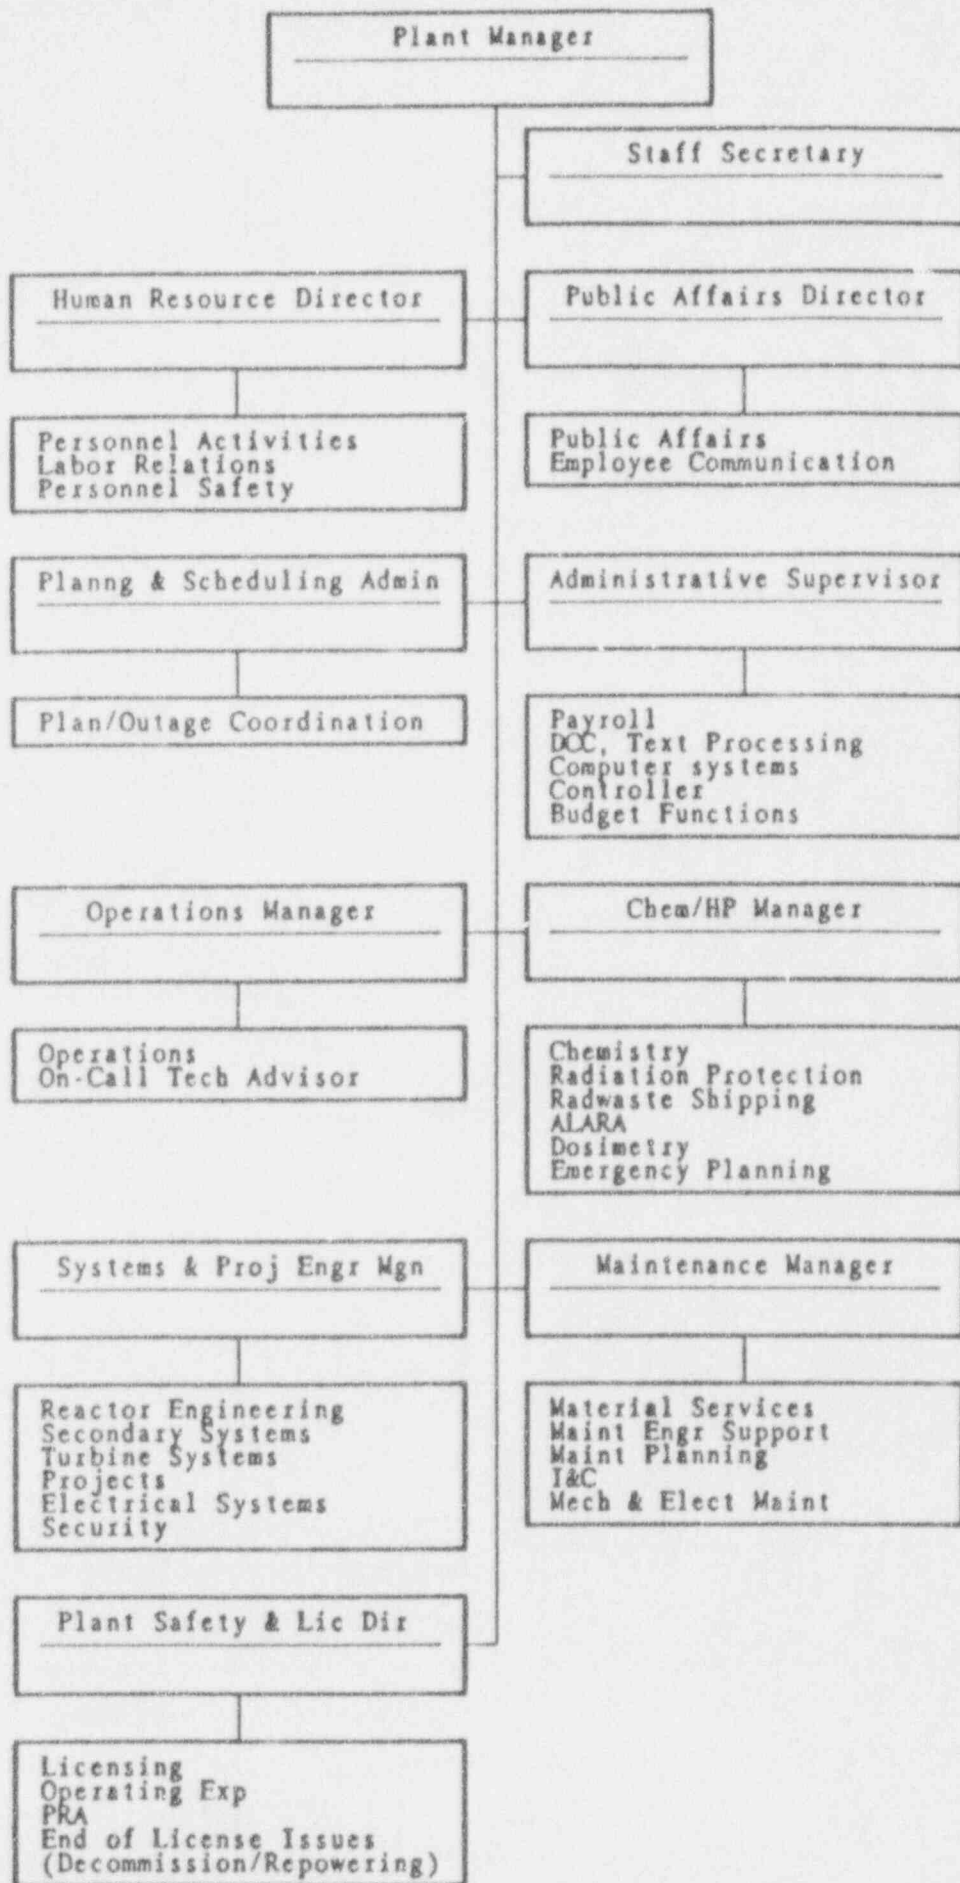 Plant Manager
Staff Secretary
Human Resource Director
Public Affairs Director
Personnel Activities
Labor Relations
Personnel Safety
Public Affairs
Employee Communication
Planng & Scheduling Admin
Administrative Supervisor
Plan/Outage Coordination
Payroll
DCC, Text Processing
Computer systems
Controller
Budget Functions
Operations Manager
Chem/HP Manager
Operations
On-Call Tech Advisor
Chemistry
Radiation Protection
Radwaste Shipping
ALARA
Dosimetry
Emergency Planning
Systems & Proj Engr Mgn
Maintenance Manager
Reactor Engineering
Secondary Systems
Turbine Systems
Projects
Electrical Systems
Security
Material Services
Maint Engr Support
Maint Planning
I&C
Mech & Elect Maint
Plant Safety & Lic Dir
Licensing
Operating Exp
PRA
End of License Issues
(Decommission/Repowering)